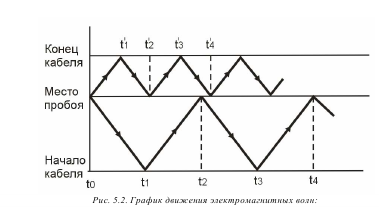 Конец
кабеля
t'1 t'2 t'3 t'4
Место
пробоя
Начало
кабеля
t0 t1 t2 t3 t4
Рис. 5.2. График движения электромагнитных волн: